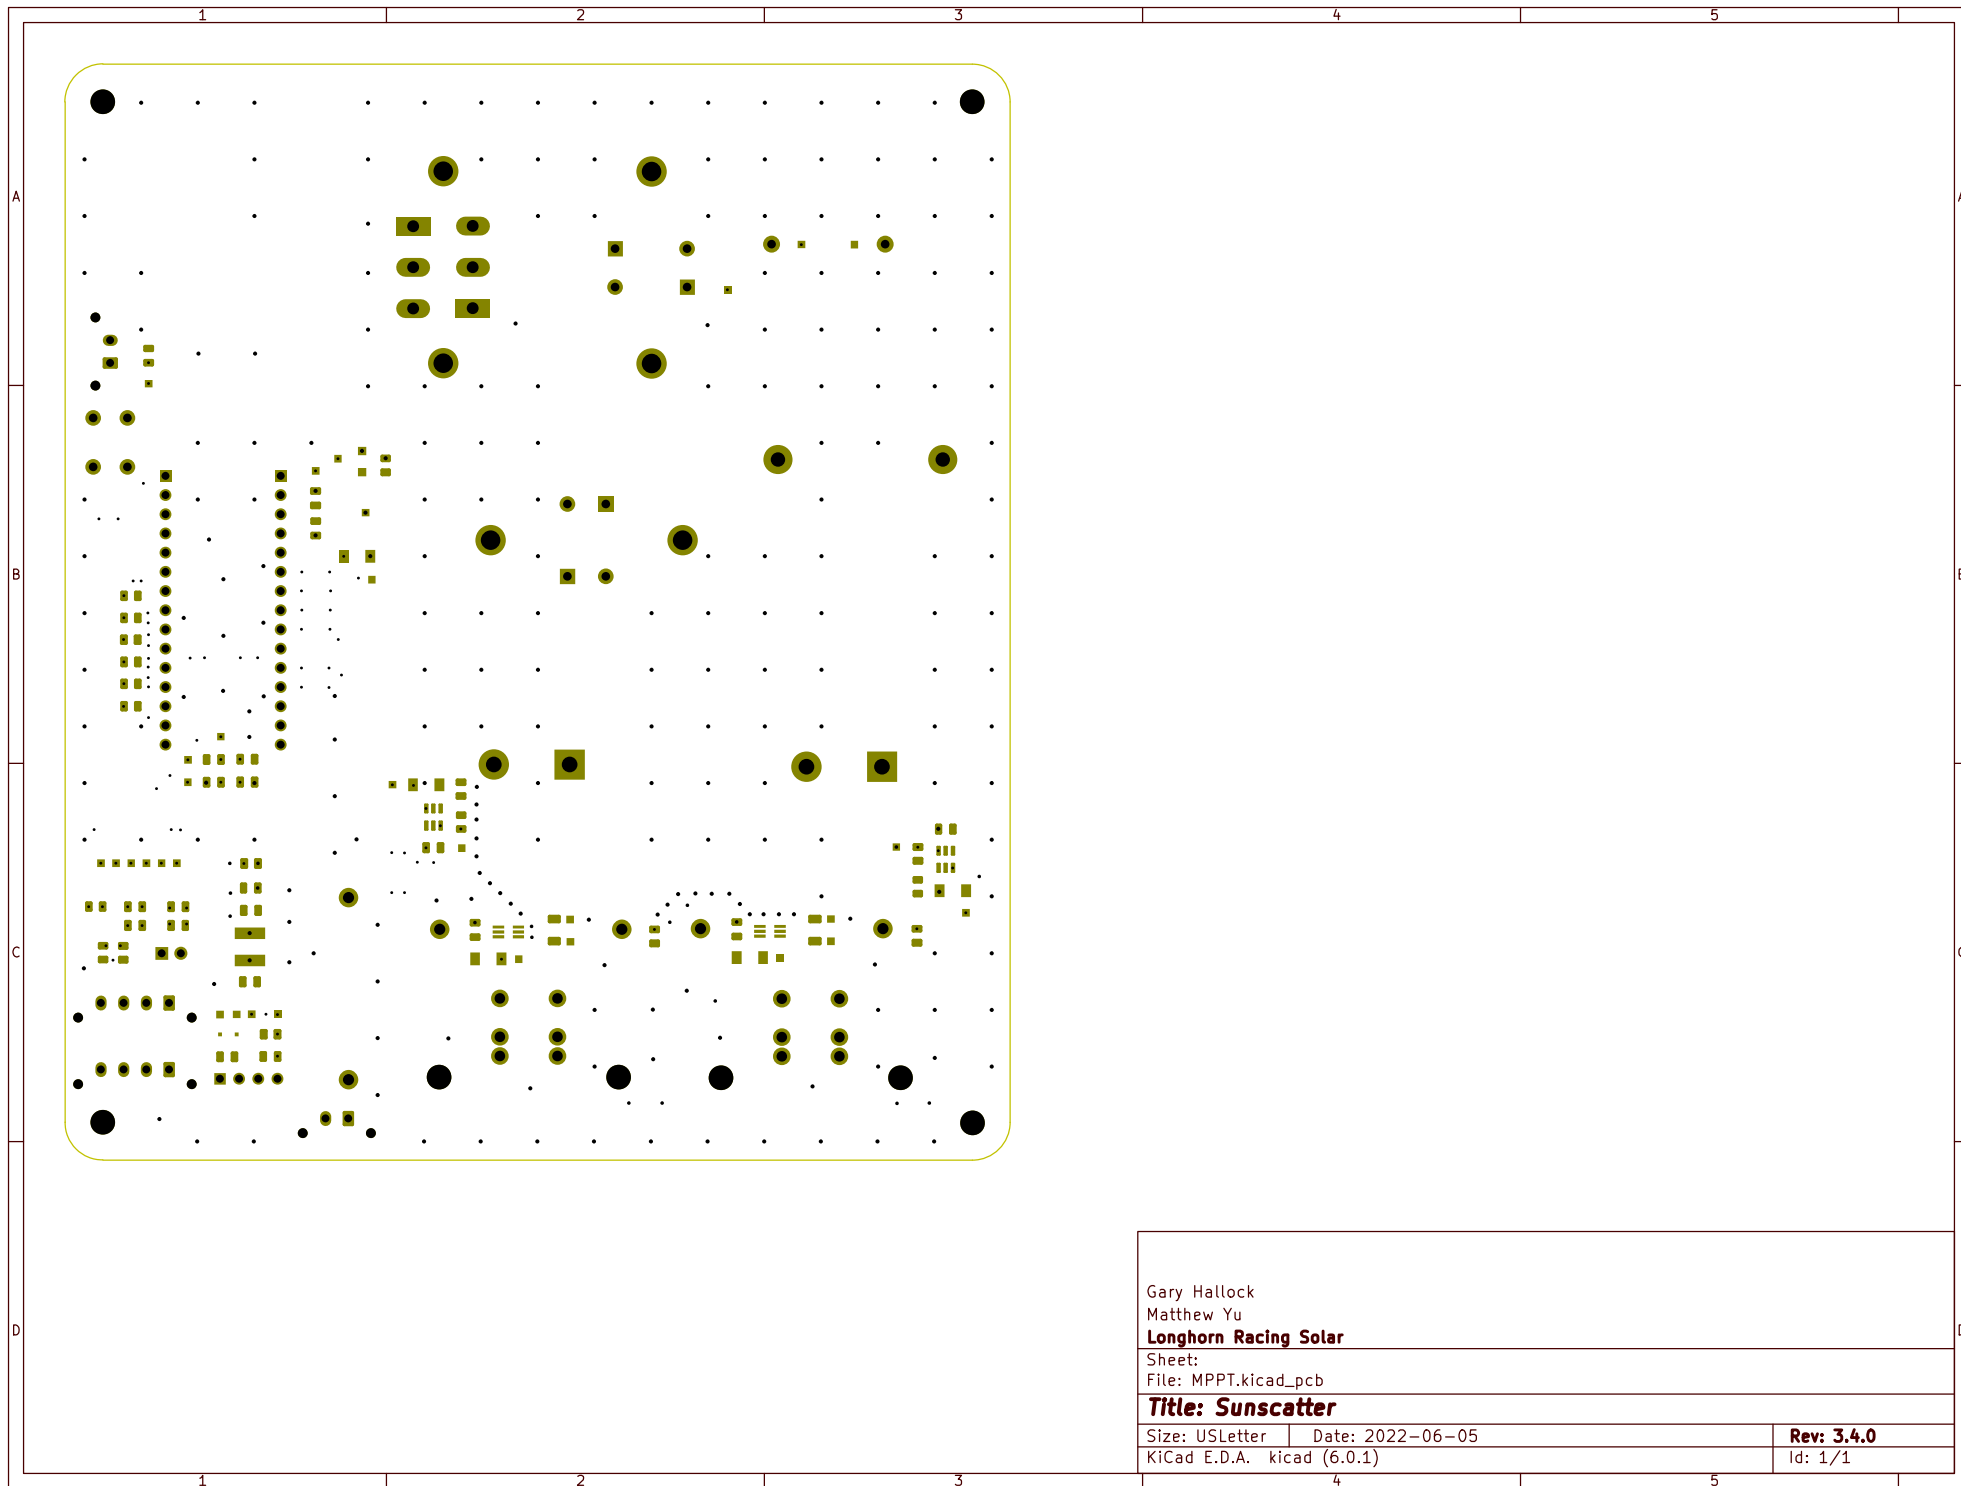 1 2 3 4 5
A A
B B
C C
D D
Gary Hallock
Matthew Yu
Longhorn Racing Solar
Sheet:
File: MPPT.kicad_pcb
Title: Sunscatter
Size: USLetter Date: 2022-06-05 Rev: 3.4.0
KiCad E.D.A. kicad (6.0.1) Id: 1/1
1 2 3 4 5